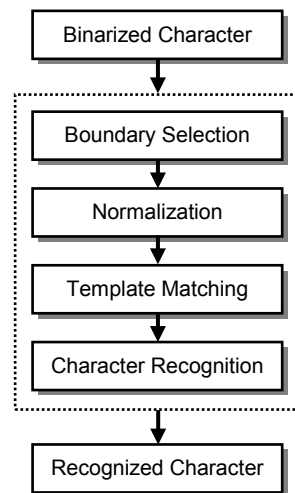 Binarized Character
Boundary Selection
Normalization
Template Matching
Character Recognition
Recognized Character